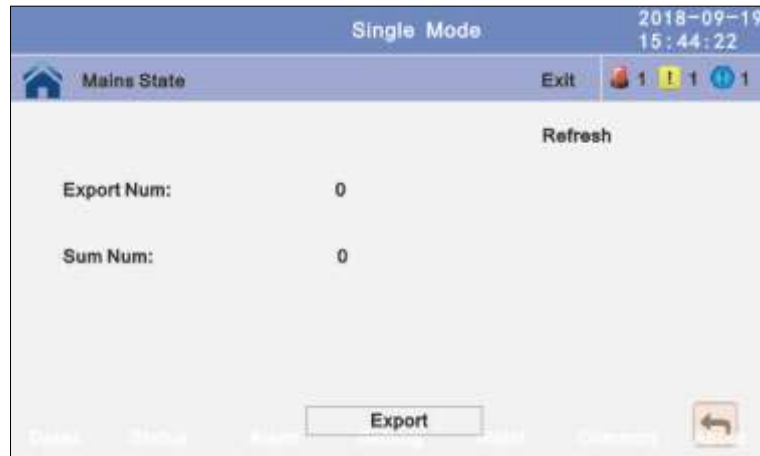 Single Mode
2018-09-19
15:44:22
Mains State
Exit
1 ! 1 1
Refresh
Export Num: 0
Sum Num: 0
Export